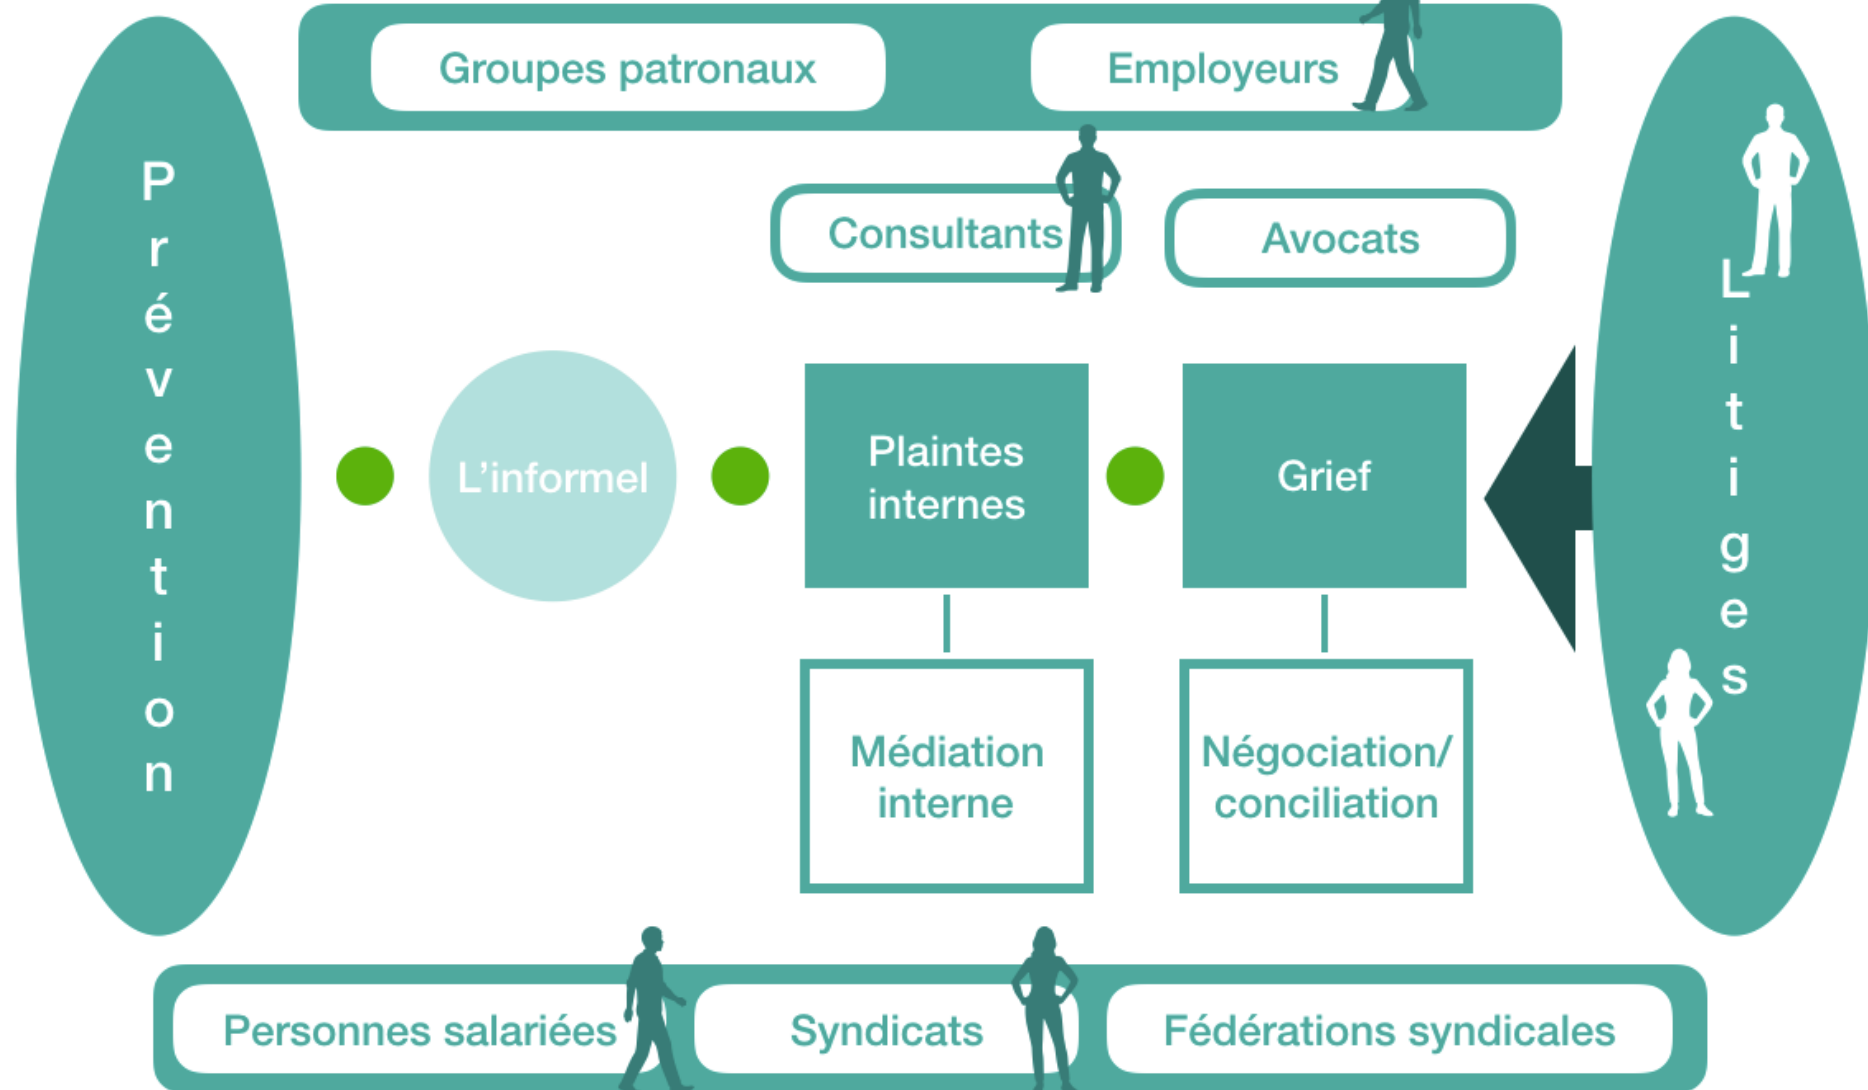 Groupes patronaux
Employeurs
Consultants
Avocats
Prévention
L'informel
Plaintes
internes
Grief
Litiges
Médiation
interne
Négociation/
conciliation
Personnes salariées
Syndicats
Fédérations syndicales